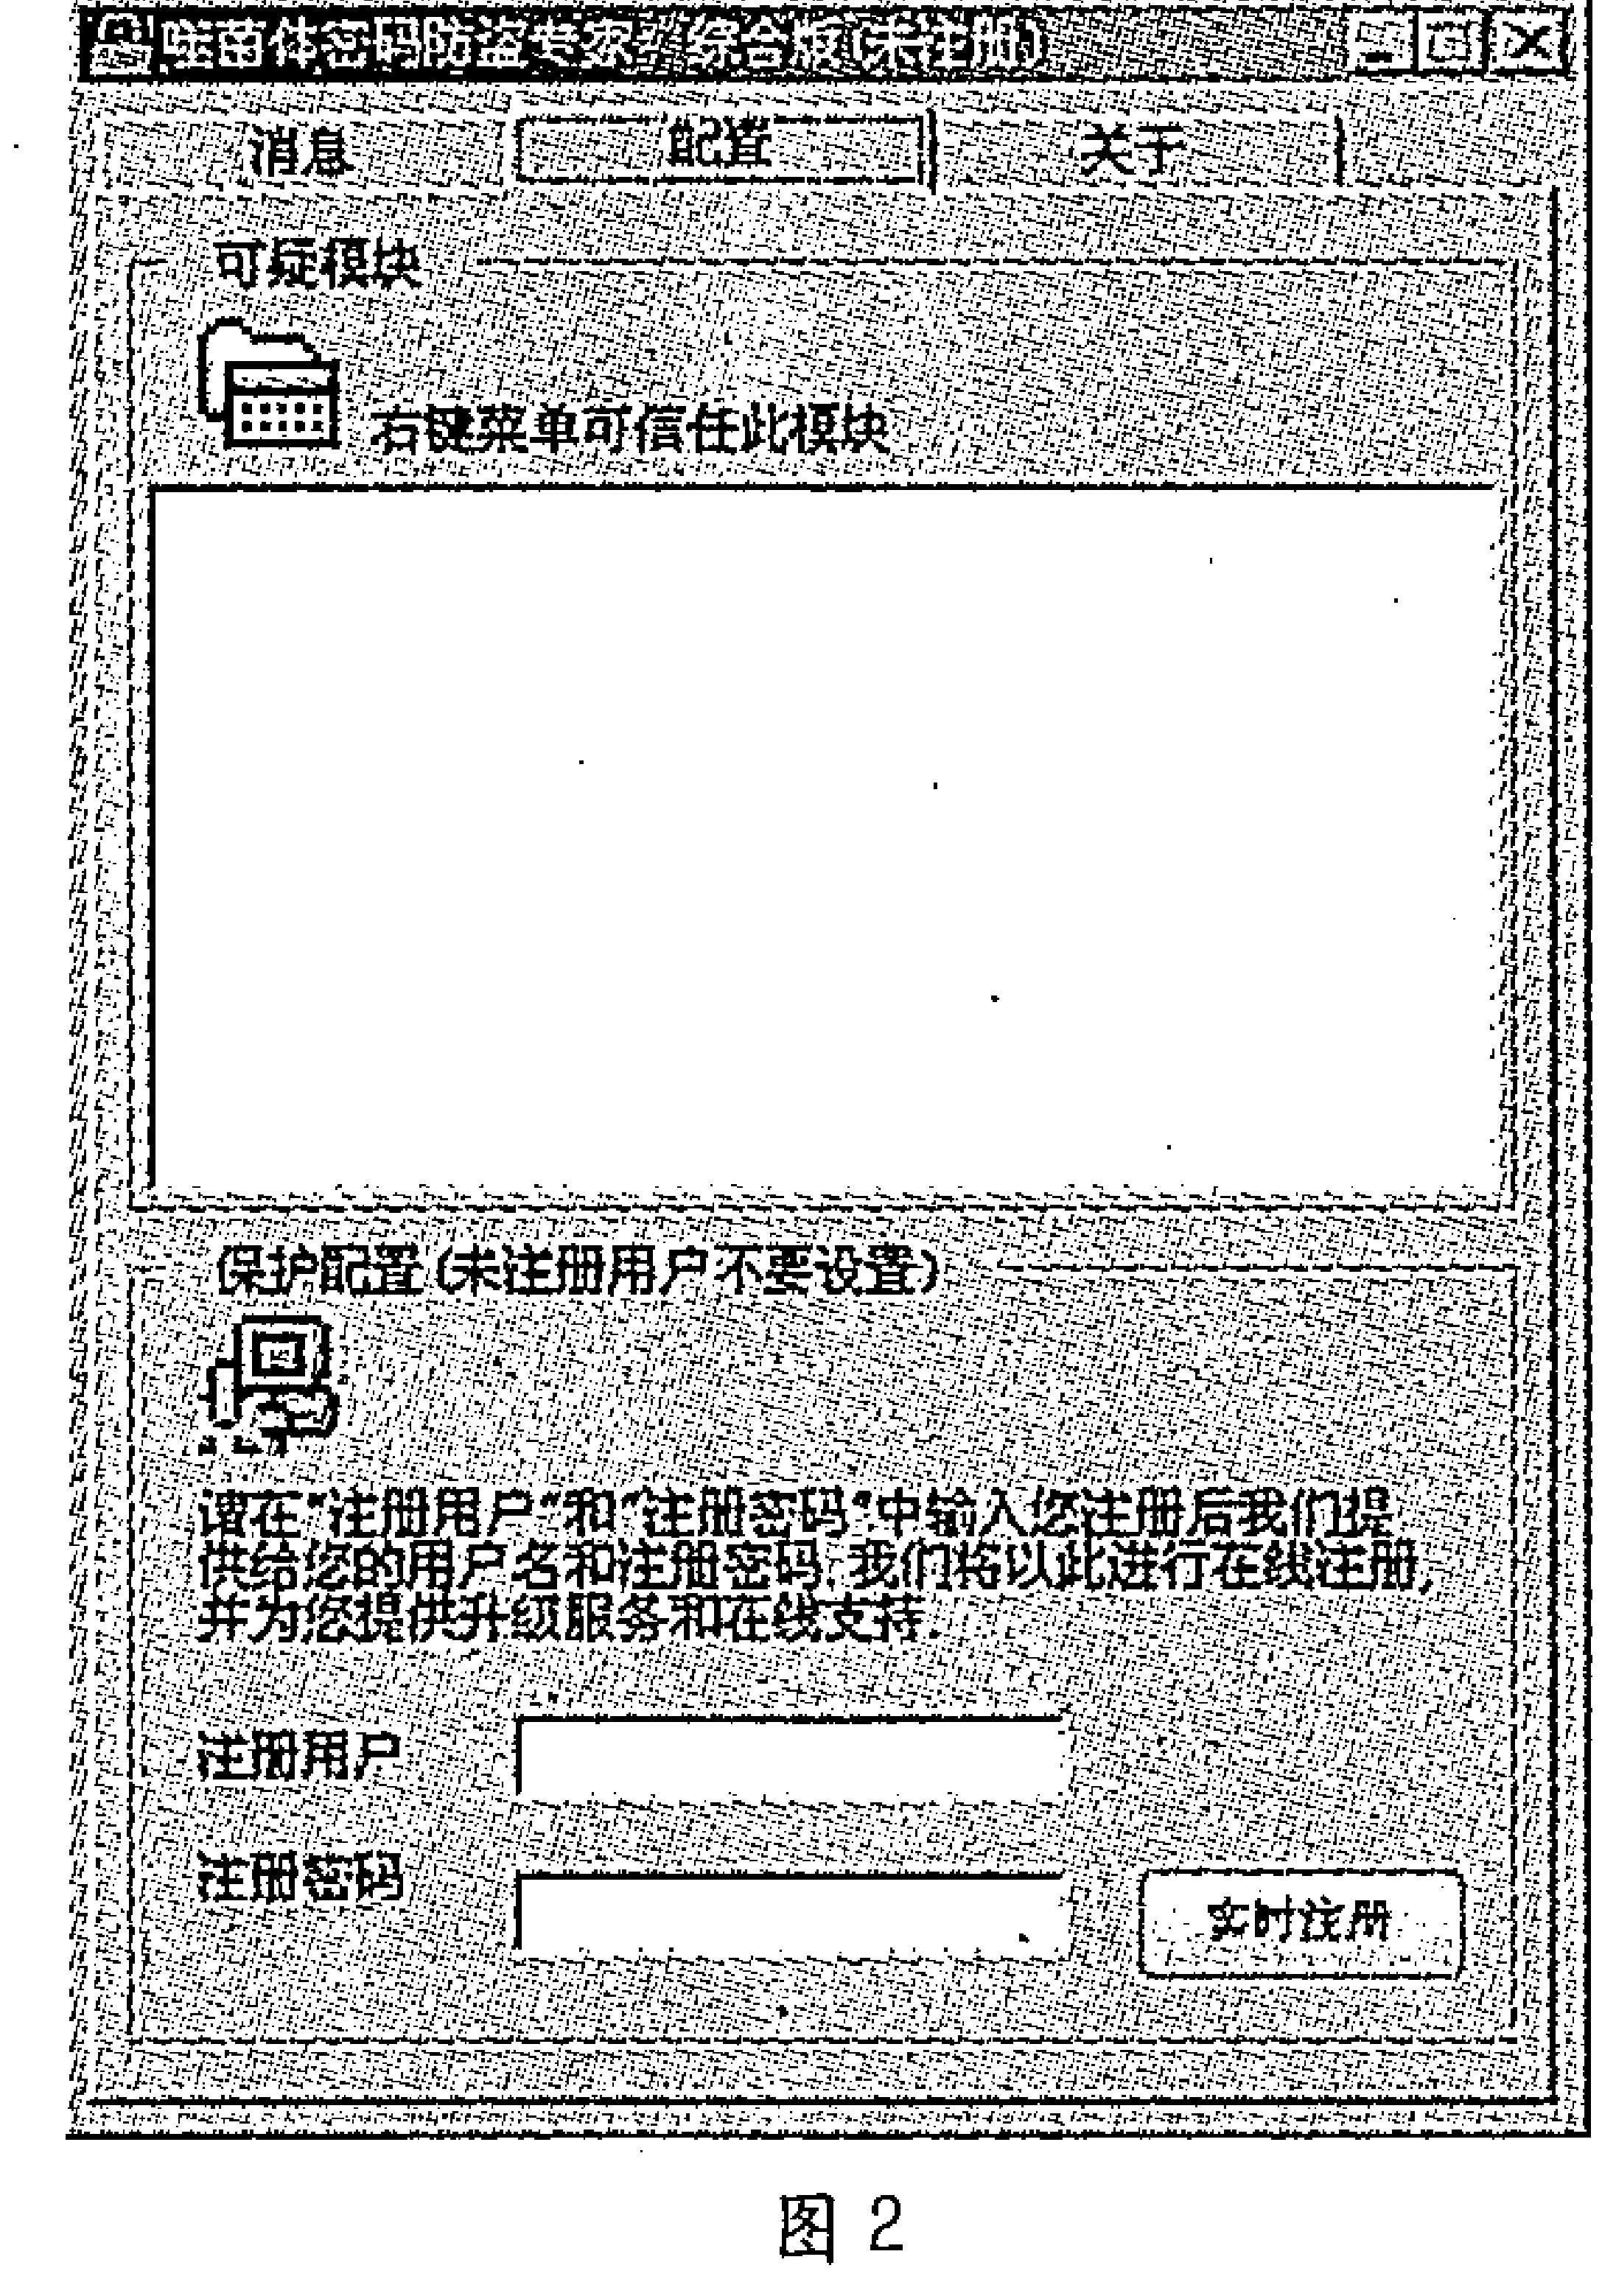 体密码防盗专家 综合版(未注册)
消息 配置 关于
可疑模块
右键菜单可信任此模块
保护配置(未注册用户不要设置)
请在"注册用户"和"注册密码"中输入您注册后我们提
供给您的用户名和注册密码,我们将以此进行在线注册,
并为您提供升级服务和在线支持.
注册用户
注册密码
实时注册
图 2